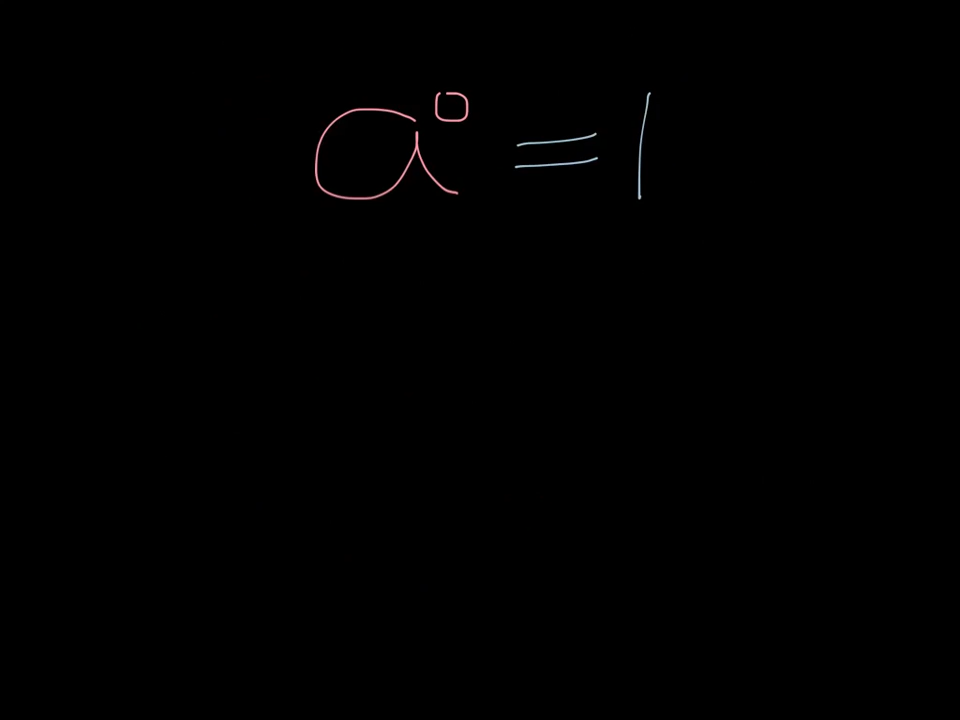 a⁰ = 1